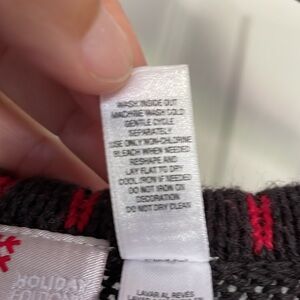 WASH INSIDE OUT
MACHINE WASH COLD
GENTLE CYCLE
SEPARATELY
USE ONLY NON-CHLORINE
BLEACH WHEN NEEDED
RESHAPE AND
LAY FLAT TO DRY
COOL IRON IF NEEDED
DO NOT IRON ON
DECORATION
DO NOT DRY CLEAN
LAVAR AL REVÉS
HOLIDAY